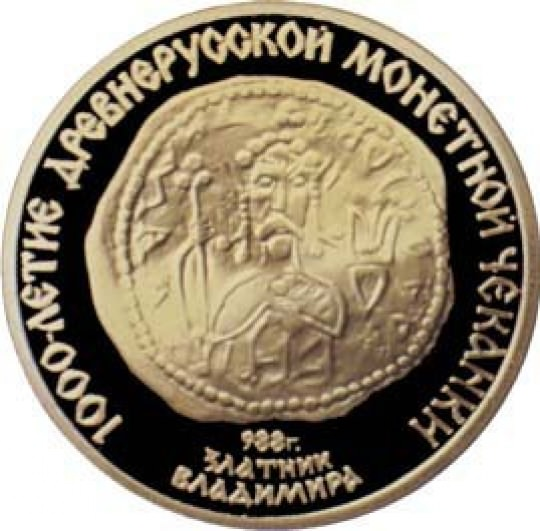 1000-ЛЕТИЕ ДРЕВНЕРУССКОЙ МОНЕТНОЙ ЧЕКАНКИ
988г.
ЗЛАТНИК
ВЛАДИМИРА